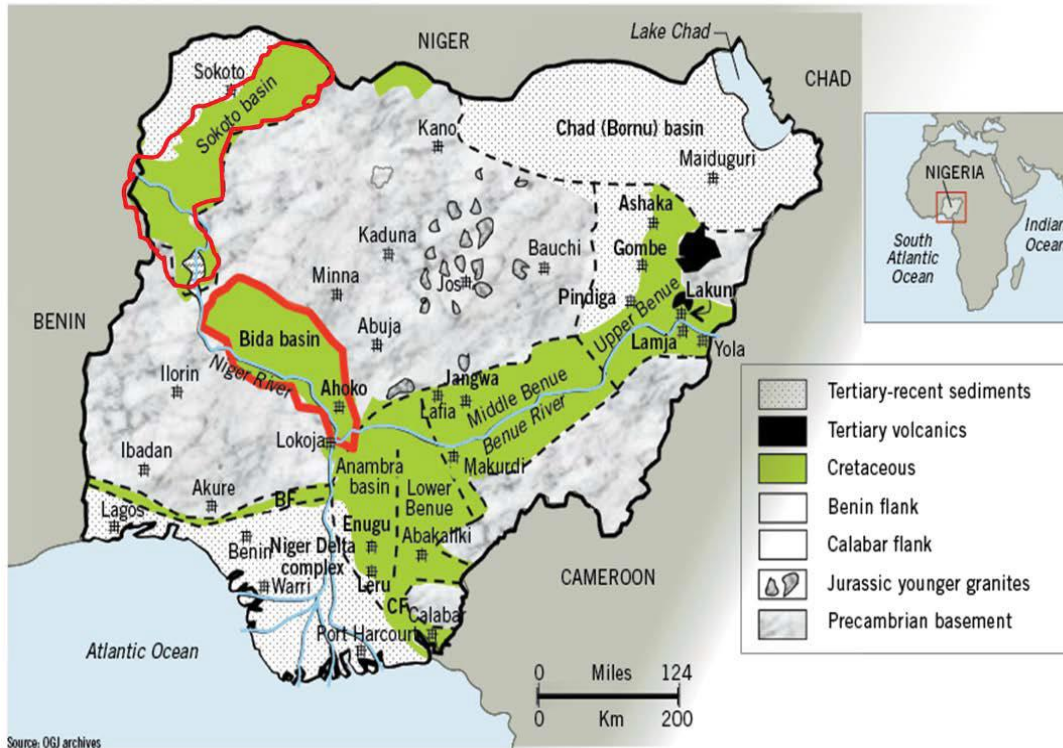 NIGER
Lake Chad
CHAD
Sokoto
Sokoto basin
Kano
Chad (Bornu) basin
Maiduguri
NIGERIA
South
Atlantic
Ocean
Indian
Ocean
Ashaka
Gombe
Kaduna
Bauchi
Minna
Jos
Pindiga
Lakun
BENIN
Abuja
Bida basin
Upper Benue
Lamja
Yola
Niger River
Ilorin
Ahoko
Jangwa
Lafia
Middle Benue
Benue River
Lokoja
Makurdi
Ibadan
Anambra
basin
Akure
Lower
Benue
BF
Lagos
Enugu
Abakaliki
Benin
Niger Delta
complex
Warri
Leru
CAMEROON
CF
Calabar
Port Harcourt
Atlantic Ocean
Tertiary-recent sediments
Tertiary volcanics
Cretaceous
Benin flank
Calabar flank
Jurassic younger granites
Precambrian basement
0 Miles 124
0 Km 200
Source: OGJ archives